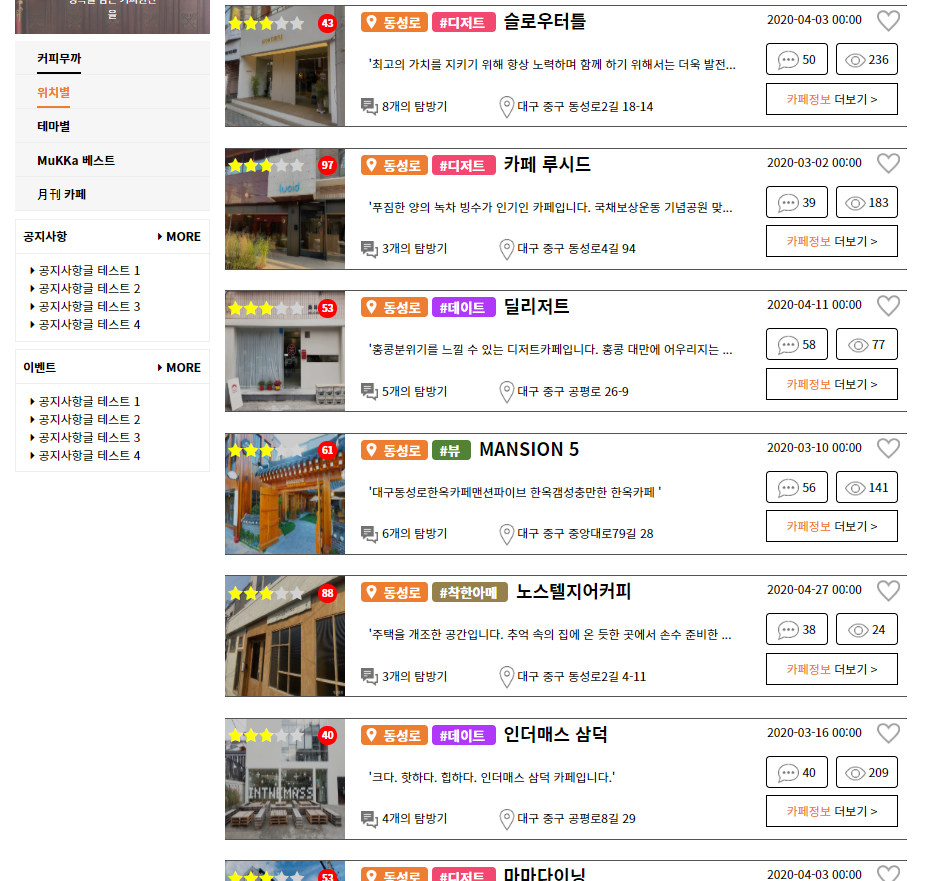 을
커피무까
위치별
테마별
MuKKa 베스트
月刊 카페
공지사항 MORE
공지사항글 테스트 1
공지사항글 테스트 2
공지사항글 테스트 3
공지사항글 테스트 4
이벤트 MORE
공지사항글 테스트 1
공지사항글 테스트 2
공지사항글 테스트 3
공지사항글 테스트 4
43 동성로 #디저트 슬로우터틀 2020-04-03 00:00
'최고의 가치를 지키기 위해 항상 노력하며 함께 하기 위해서는 더욱 발전... 50 236
8개의 탐방기 대구 중구 동성로2길 18-14 카페정보 더보기 >
97 동성로 #디저트 카페 루시드 2020-03-02 00:00
'푸짐한 양의 녹차 빙수가 인기인 카페입니다. 국채보상운동 기념공원 맞... 39 183
3개의 탐방기 대구 중구 동성로4길 94 카페정보 더보기 >
53 동성로 #데이트 딜리저트 2020-04-11 00:00
'홍콩분위기를 느낄 수 있는 디저트카페입니다. 홍콩 대만에 어우리지는 ... 58 77
5개의 탐방기 대구 중구 공평로 26-9 카페정보 더보기 >
61 동성로 #뷰 MANSION 5 2020-03-10 00:00
'대구동성로한옥카페맨션파이브 한옥갬성충만한 한옥카페 ' 56 141
6개의 탐방기 대구 중구 중앙대로79길 28 카페정보 더보기 >
88 동성로 #착한아메 노스텔지어커피 2020-04-27 00:00
'주택을 개조한 공간입니다. 추억 속의 집에 온 듯한 곳에서 손수 준비한 ... 38 24
3개의 탐방기 대구 중구 동성로2길 4-11 카페정보 더보기 >
40 동성로 #데이트 인더매스 삼덕 2020-03-16 00:00
INTHEMASS
'크다. 핫하다. 힙하다. 인더매스 삼덕 카페입니다.' 40 209
4개의 탐방기 대구 중구 공평로8길 29 카페정보 더보기 >
53 동성로 #디저트 마마다이닝 2020-04-03 00:00